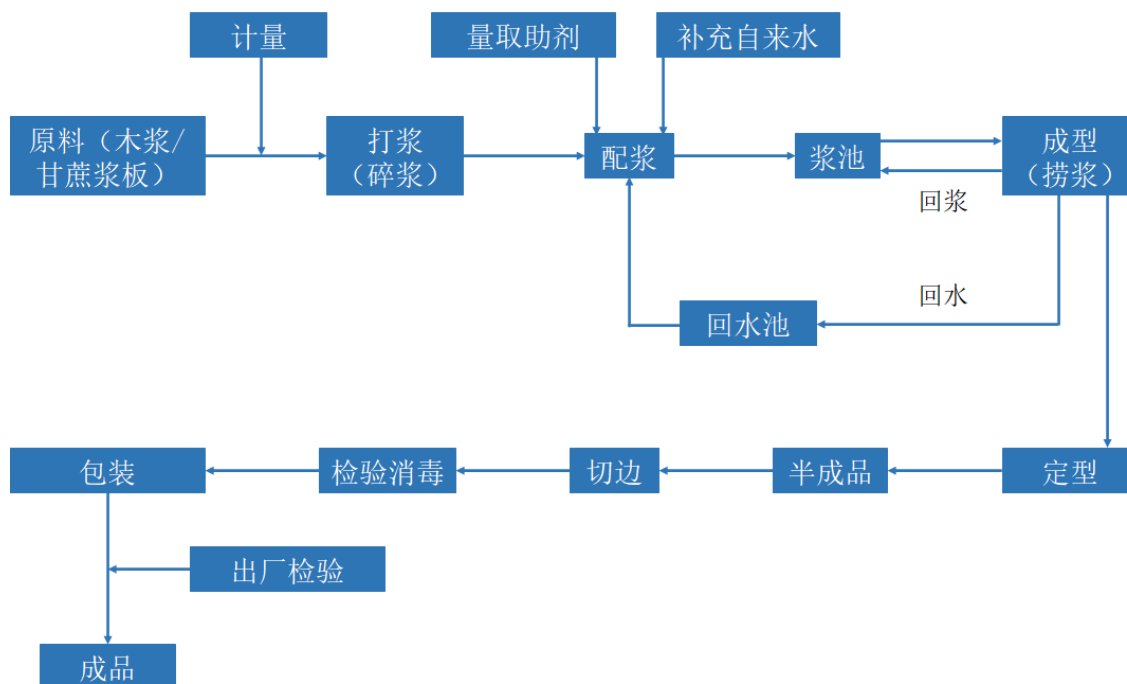 计量
量取助剂
补充自来水
原料（木浆/
甘蔗浆板）
打浆
（碎浆）
配浆
浆池
成型
（捞浆）
回浆
回水
回水池
包装
检验消毒
切边
半成品
定型
出厂检验
成品